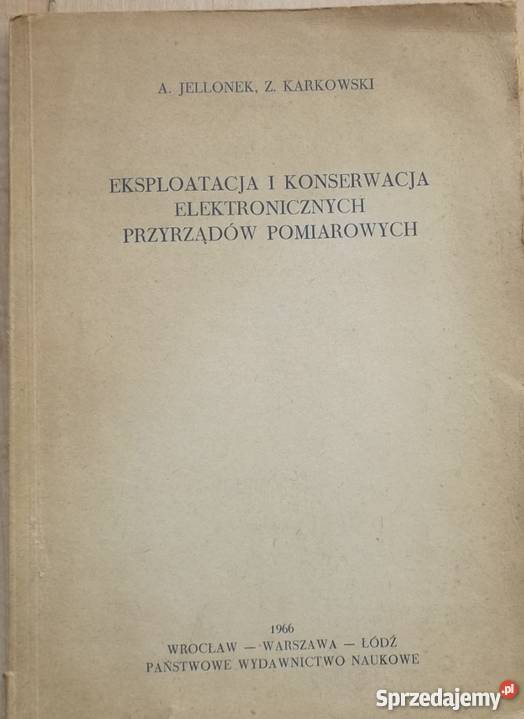 A. JELLONEK, Z. KARKOWSKI
EKSPLOATACJA I KONSERWACJA
ELEKTRONICZNYCH
PRZYRZĄDÓW POMIAROWYCH
1966
WROCŁAW — WARSZAWA — ŁÓDŹ
PAŃSTWOWE WYDAWNICTWO NAUKOWE
Sprzedajemy.pl